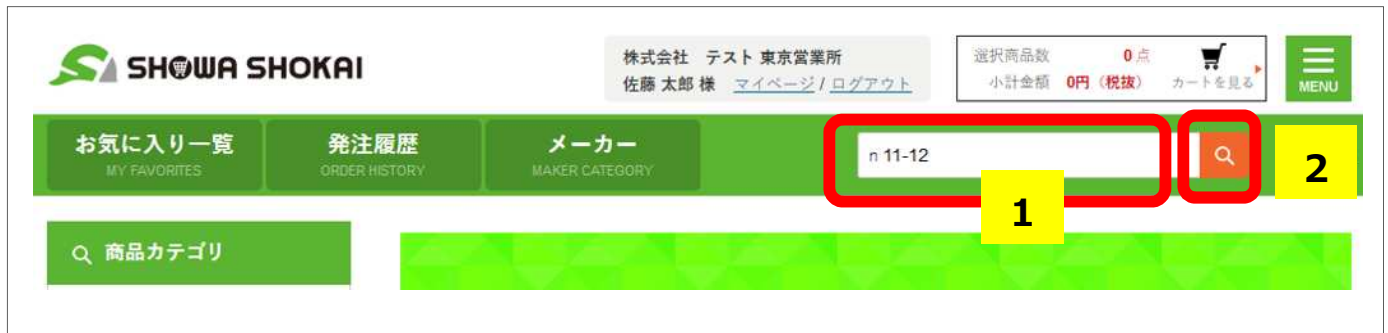 SHOWA SHOKAI
株式会社 テスト 東京営業所
佐藤 太郎 様 マイページ / ログアウト
選択商品数 0 点
小計金額 0円（税抜）
カートを見る
MENU
お気に入り一覧
MY FAVORITES
発注履歴
ORDER HISTORY
メーカー
MAKER CATEGORY
n 11-12
1
2
商品カテゴリ